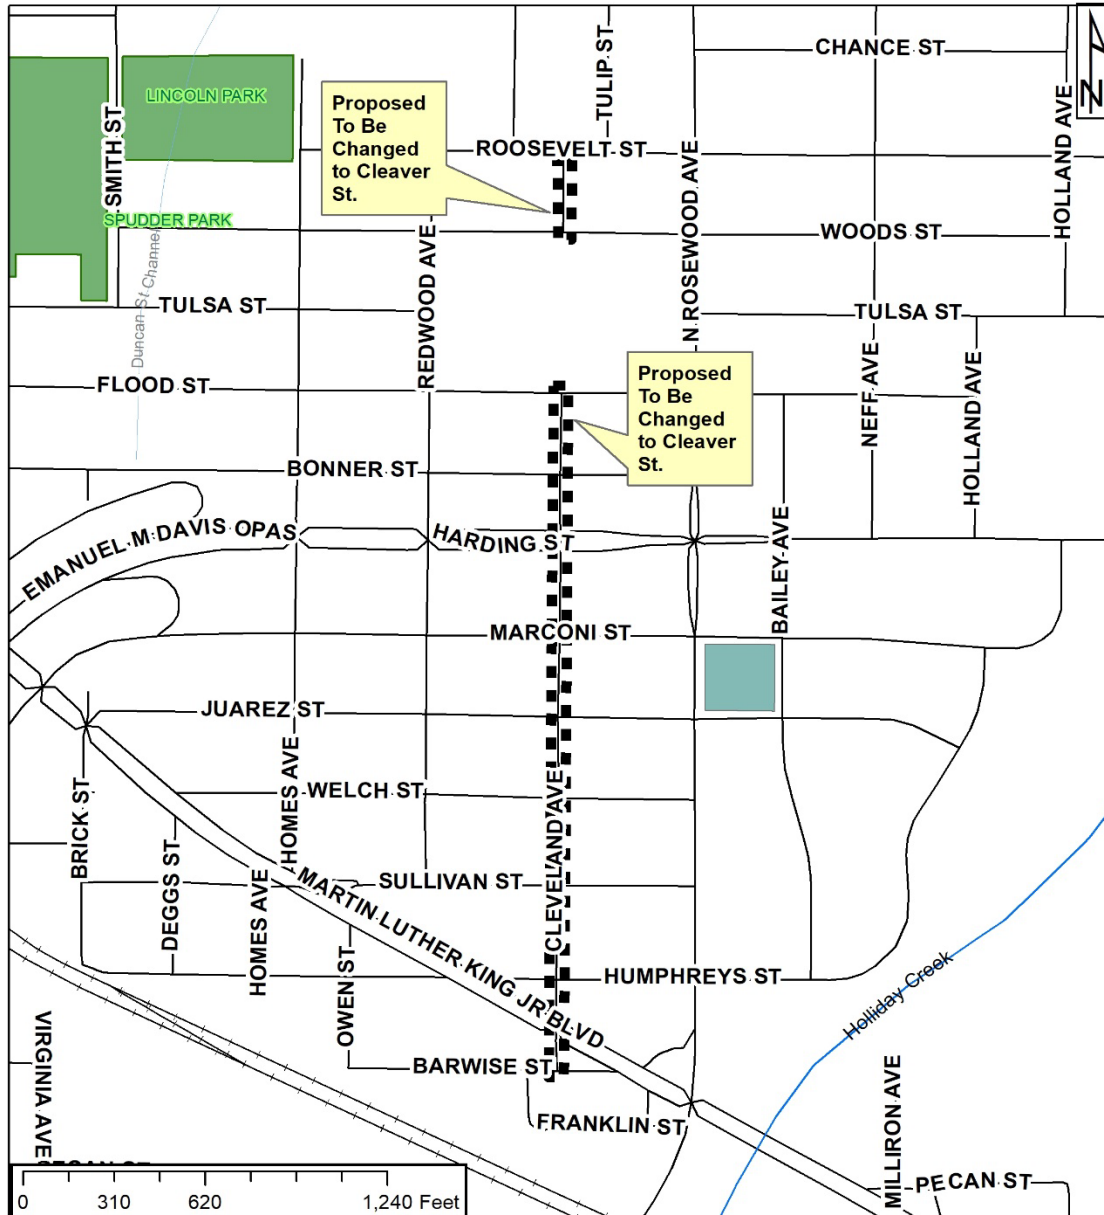 CHANCE ST
TULIP ST
N
LINCOLN PARK
SMITH ST
HOLLAND AVE
Proposed
To Be
Changed
to Cleaver
St.
ROOSEVELT ST
N ROSEWOOD AVE
SPUDDER PARK
WOODS ST
REDWOOD AVE
Duncan St Channel
TULSA ST
TULSA ST
FLOOD ST
NEFF AVE
HOLLAND AVE
Proposed
To Be
Changed
to Cleaver
St.
BONNER ST
EMANUEL M DAVIS OPAS
HARDING ST
BAILEY AVE
MARCONI ST
JUAREZ ST
HOMES AVE
WELCH ST
BRICK ST
CLEVELAND AVE
DEGGS ST
HOMES AVE
SULLIVAN ST
MARTIN LUTHER KING JR BLVD
HUMPHREYS ST
OWEN ST
Holliday Creek
VIRGINIA AVE
BARWISE ST
FRANKLIN ST
MILLIRON AVE
PECAN ST
0 310 620 1,240 Feet